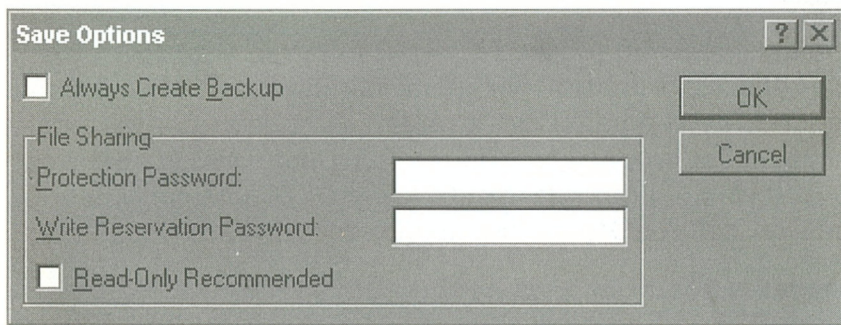 Save Options
Always Create Backup
OK
File Sharing
Cancel
Protection Password:
Write Reservation Password:
Read-Only Recommended